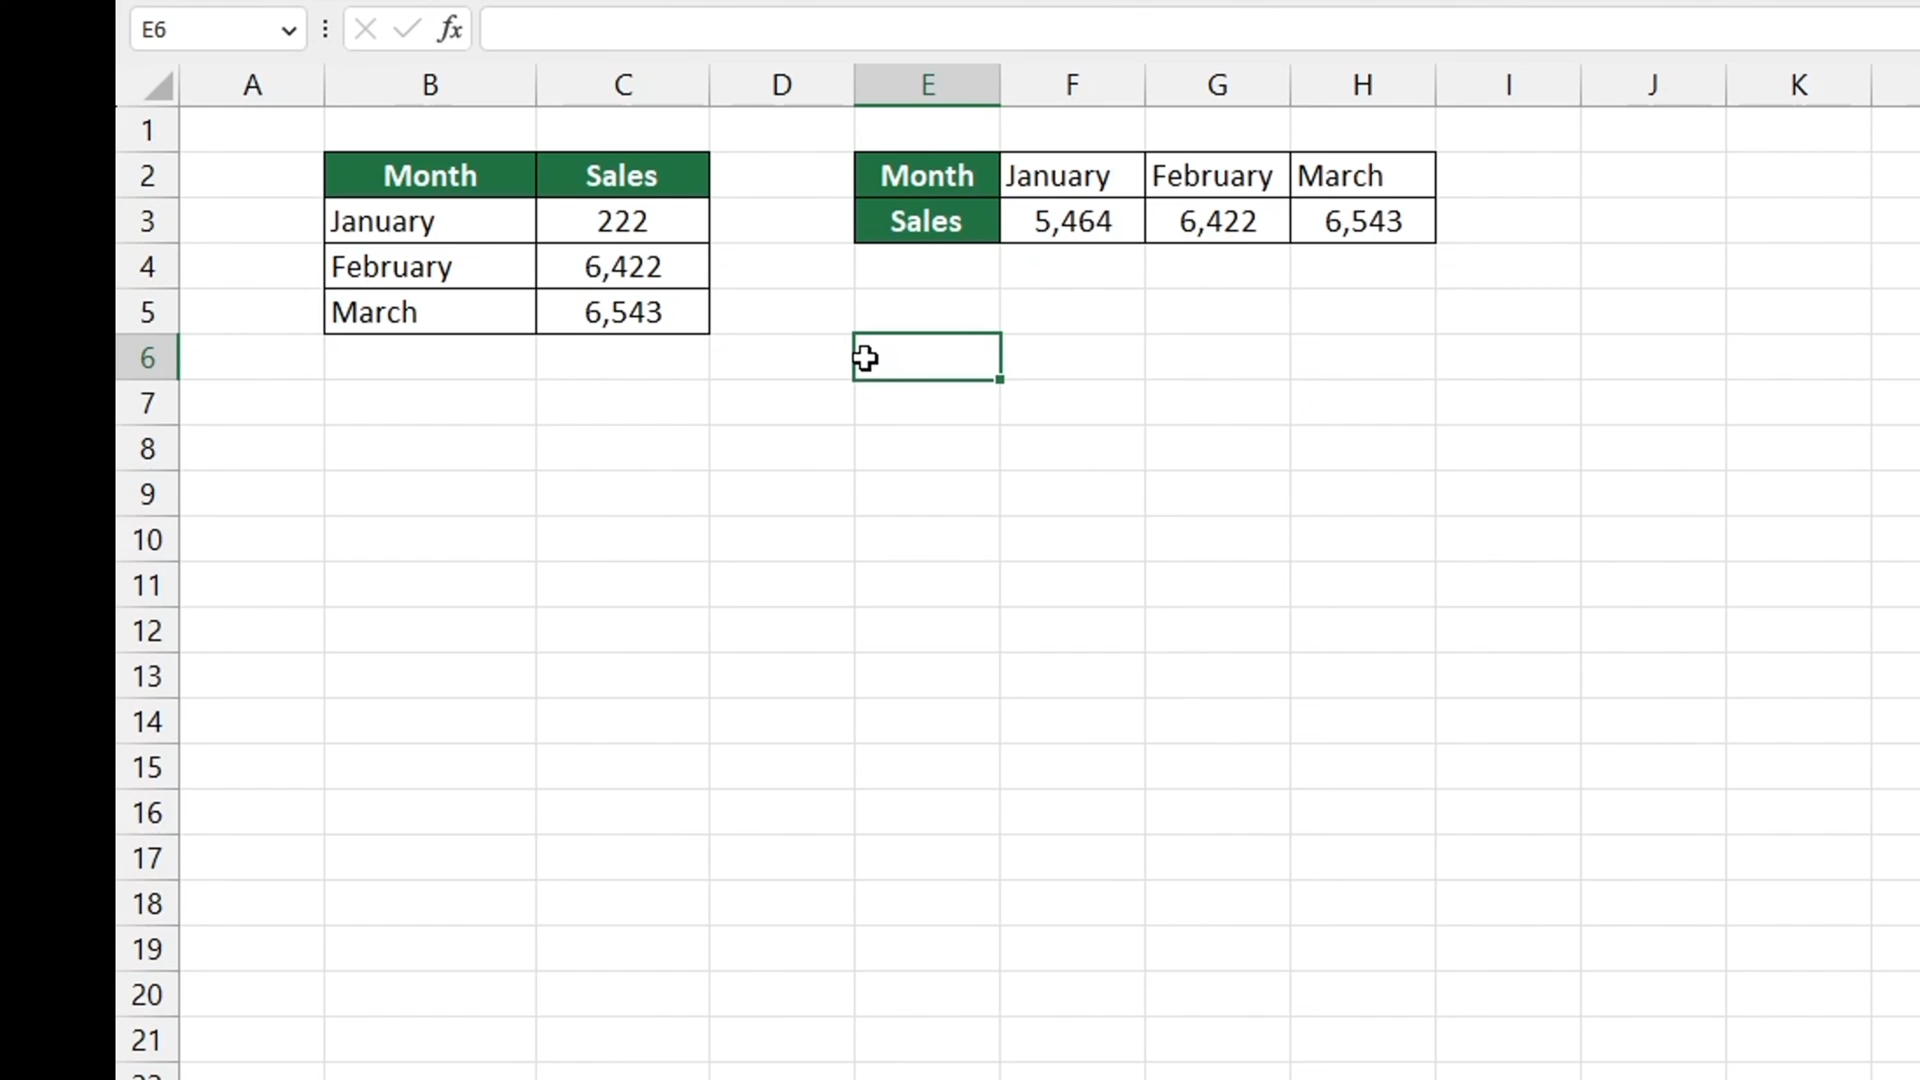 E6 fx
A B C D E F G H I J K
1
2 Month Sales Month January February March
3 January 222 Sales 5,464 6,422 6,543
4 February 6,422
5 March 6,543
6
7
8
9
10
11
12
13
14
15
16
17
18
19
20
21